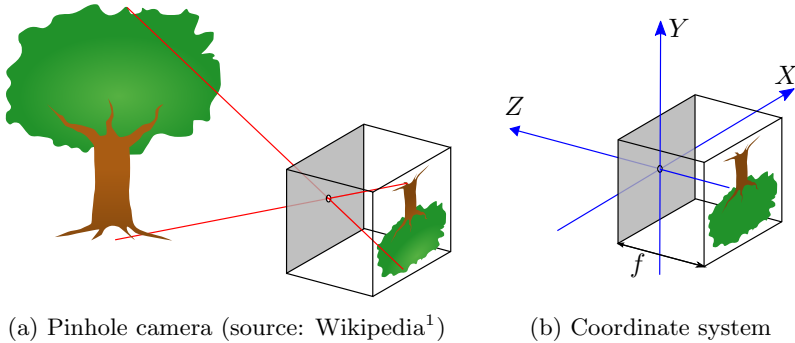 Y
X
Z
f
(a) Pinhole camera (source: Wikipedia¹)
(b) Coordinate system